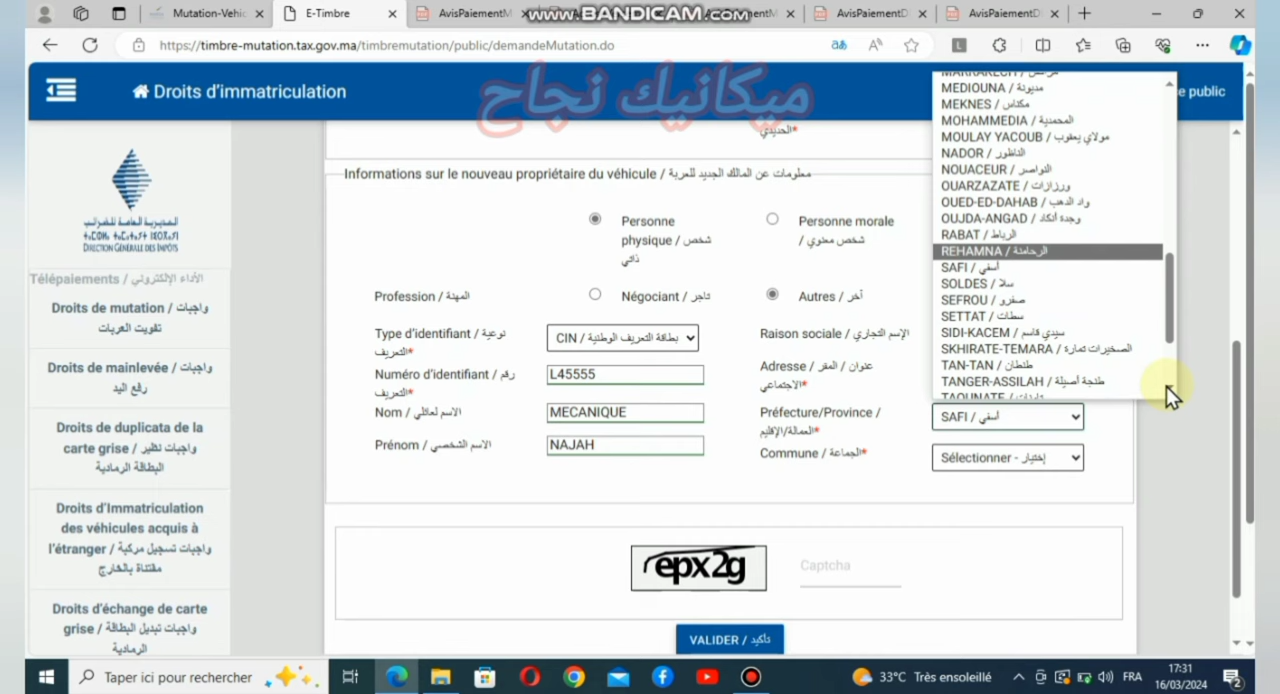 Mutation-Vehic
E-Timbre
AvisPaiementM
AvisPaiementD
AvisPaiementD
www.BANDICAM.com
https://timbre-mutation.tax.gov.ma/timbremutation/public/demandeMutation.do
Droits d'immatriculation
ميكانيك نجاح
e public
المديرية العامة للضرائب
DIRECTION GÉNÉRALE DES IMPÔTS
Télépaiements / الأداء الإلكتروني
Droits de mutation / واجبات
تفويت العربات
Droits de mainlevée / واجبات
رفع اليد
Droits de duplicata de la
carte grise / واجبات نظير
البطاقة الرمادية
Droits d'Immatriculation
des véhicules acquis à
l'étranger / واجبات تسجيل مركبة
مقتناة بالخارج
Droits d'échange de carte
grise / واجبات تبديل البطاقة
الرمادية
الحديدي*
Informations sur le nouveau propriétaire du véhicule / معلومات عن المالك الجديد للعربة
Personne
physique / شخص
ذاتي
Personne morale
/ شخص معنوي
Profession / المهنة
Négociant / تاجر
Autres / آخر
Type d'identifiant / نوعية
التعريف*
CIN / بطاقة التعريف الوطنية
Raison sociale / الإسم التجاري
Numéro d'identifiant / رقم
التعريف*
L45555
Adresse / عنوان / المقر
الاجتماعي*
Nom / الاسم العائلي
MECANIQUE
Préfecture/Province /
العمالة/الإقليم*
SAFI / أسفي
Prénom / الاسم الشخصي
NAJAH
Commune / الجماعة*
Sélectionner - إختيار
MARRAKECH / مراكش
MEDIOUNA / مديونة
MEKNES / مكناس
MOHAMMEDIA / المحمدية
MOULAY YACOUB / مولاي يعقوب
NADOR / الناظور
NOUACEUR / النواصر
OUARZAZATE / ورزازات
OUED-ED-DAHAB / واد الدهب
OUJDA-ANGAD / وجدة أنكاد
RABAT / الرباط
REHAMNA / الرحامنة
SAFI / أسفي
SOLDES / سلا
SEFROU / صفرو
SETTAT / سطات
SIDI-KACEM / سيدي قاسم
SKHIRATE-TEMARA / الصخيرات تمارة
TAN-TAN / طنطان
TANGER-ASSILAH / طنجة أصيلة
TAOUNATE / تاونات
epx2g
Captcha
VALIDER / تأكيد
Taper ici pour rechercher
33°C Très ensoleillé
FRA
17:31
16/03/2024
2